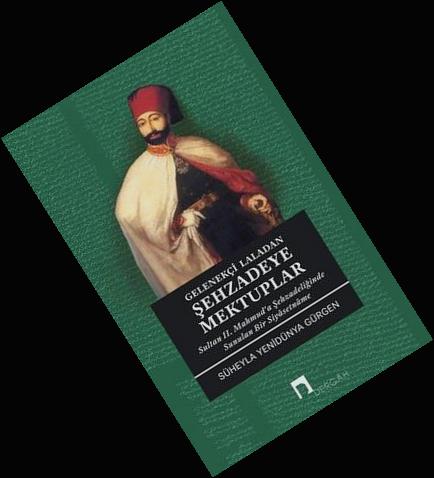 GELENEKÇİ LALADAN
ŞEHZADEYE
MEKTUPLAR
Sultan II. Mahmud'a Şehzadeliğinde
Sunulan Bir Siyâsetnâme
SÜHEYLA YENİDÜNYA GÜRGEN
DERGÂH